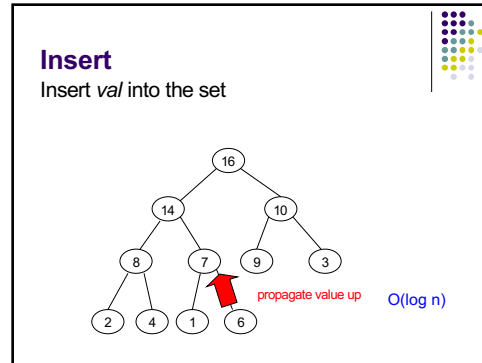 Insert
Insert val into the set
16
14 10
8 7 9 3
propagate value up O(log n)
2 4 1 6